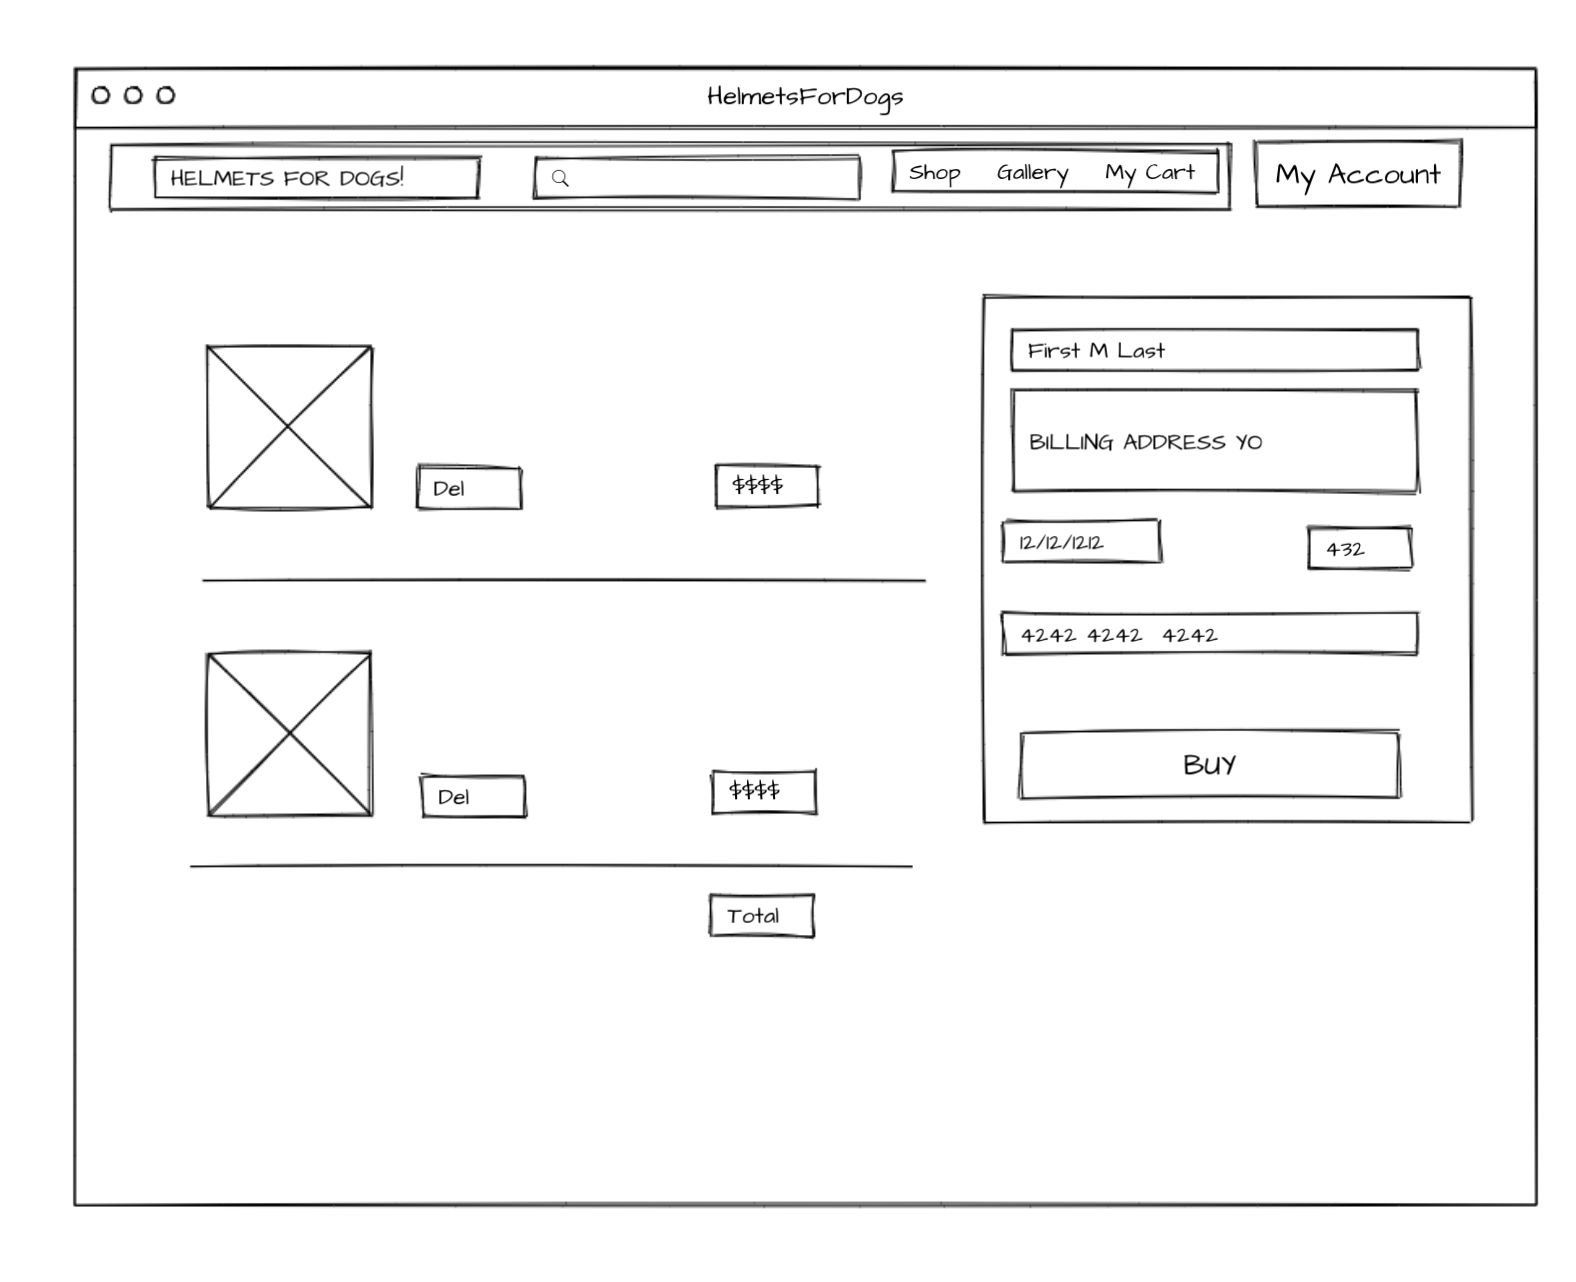 HelmetsForDogs
HELMETS FOR DOGS!
Shop Gallery My Cart
My Account
Del
$$$$
Del
$$$$
Total
First M Last
BILLING ADDRESS YO
12/12/1212
432
4242 4242 4242
BUY